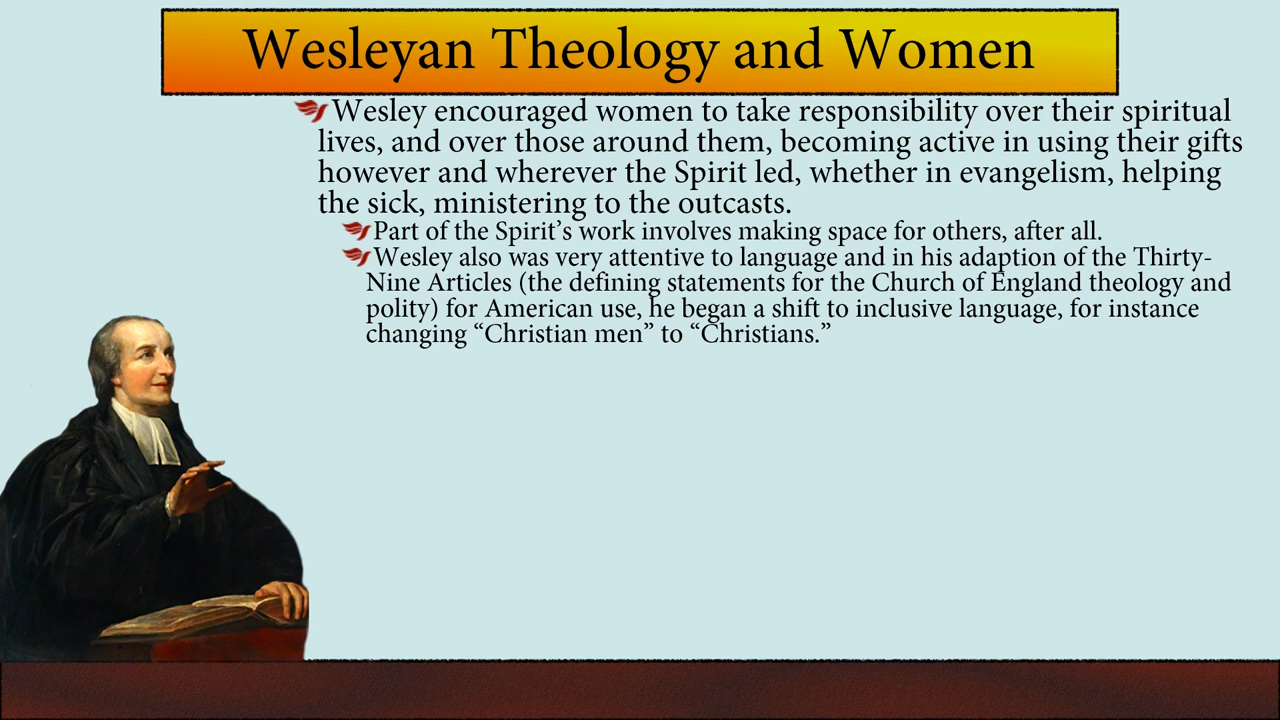 Wesleyan Theology and Women
Wesley encouraged women to take responsibility over their spiritual
lives, and over those around them, becoming active in using their gifts
however and wherever the Spirit led, whether in evangelism, helping
the sick, ministering to the outcasts.
Part of the Spirit’s work involves making space for others, after all.
Wesley also was very attentive to language and in his adaption of the Thirty-
Nine Articles (the defining statements for the Church of England theology and
polity) for American use, he began a shift to inclusive language, for instance
changing “Christian men” to “Christians.”